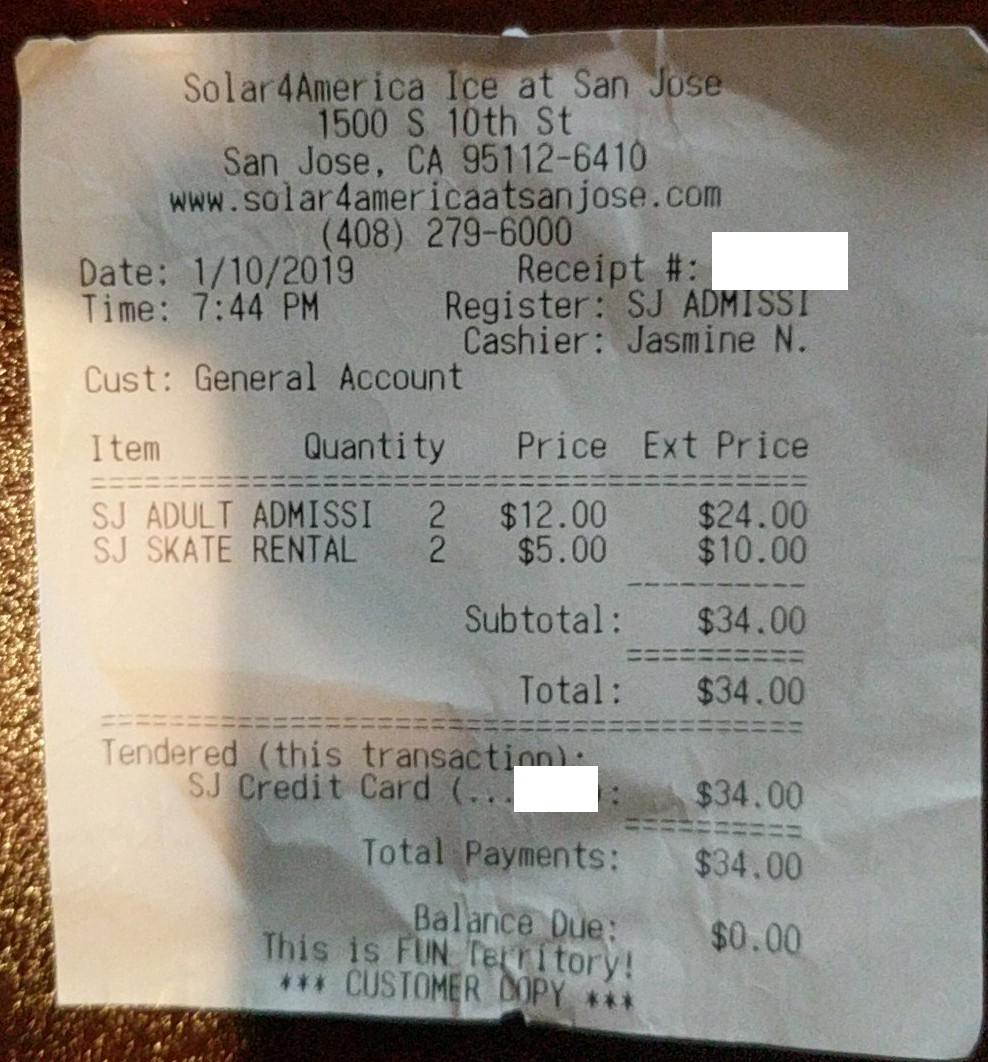 Solar4America Ice at San Jose
1500 S 10th St
San Jose, CA 95112-6410
www.solar4americaatsanjose.com
(408) 279-6000
Date: 1/10/2019 Receipt #:
Time: 7:44 PM Register: SJ ADMISSI
Cashier: Jasmine N.
Cust: General Account
Item Quantity Price Ext Price
========================================
SJ ADULT ADMISSI 2 $12.00 $24.00
SJ SKATE RENTAL 2 $5.00 $10.00
----------
Subtotal: $34.00
==========
Total: $34.00
========================================
Tendered (this transaction):
SJ Credit Card (... ): $34.00
==========
Total Payments: $34.00
Balance Due: $0.00
This is FUN Territory!
*** CUSTOMER COPY ***